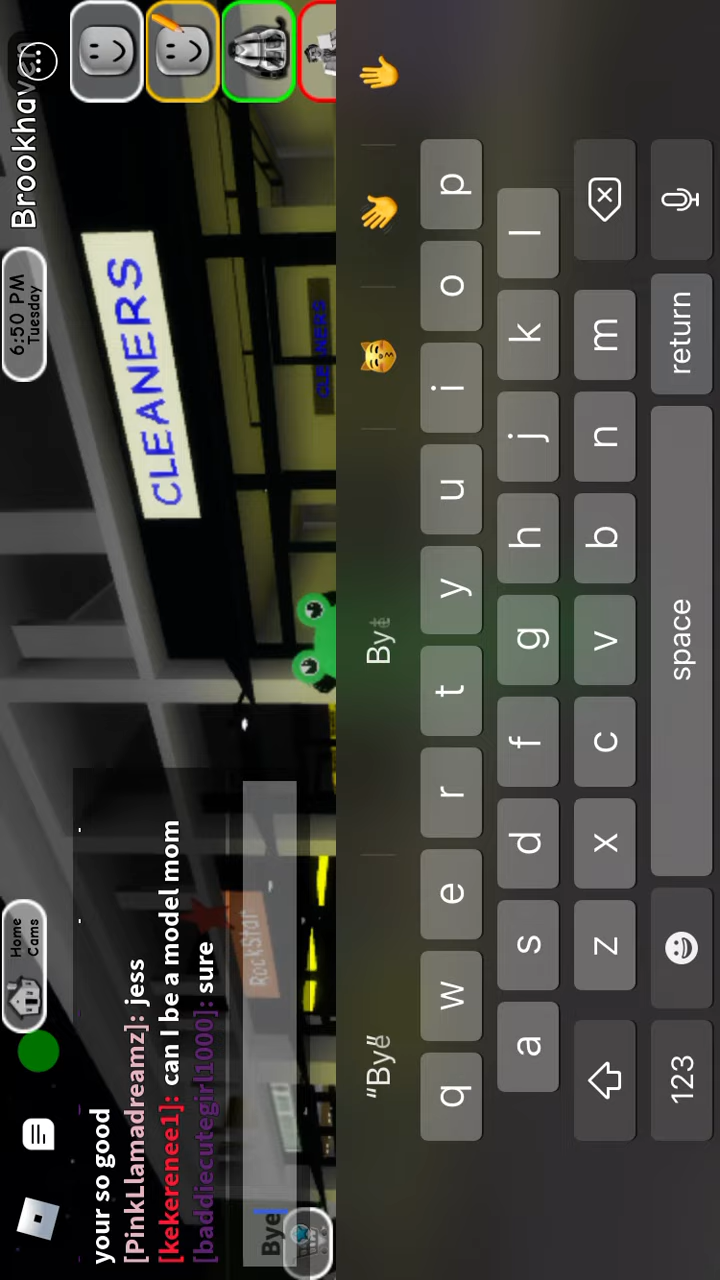 Brookhaven
6:50 PM
Tuesday
Home
Cams
CLEANERS
CLEANERS
RockStar
your so good
[PinkLlamadreamz]: jess
[kekerenee1]: can I be a model mom
[baddiecutegirl1000]: sure
Bye
"Bye"
Bye
q w e r t y u i o p
a s d f g h j k l
z x c v b n m
123
space
return